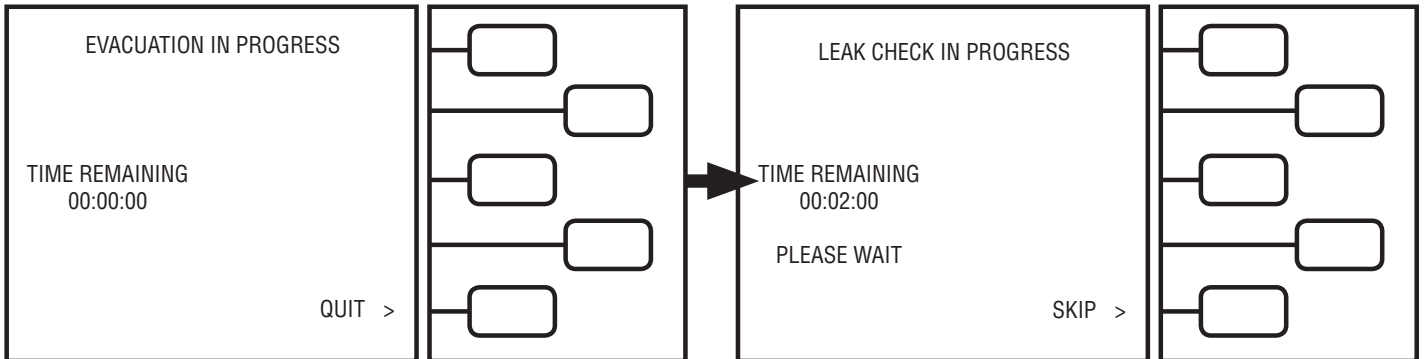 EVACUATION IN PROGRESS
TIME REMAINING
00:00:00
QUIT >
LEAK CHECK IN PROGRESS
TIME REMAINING
00:02:00
PLEASE WAIT
SKIP >